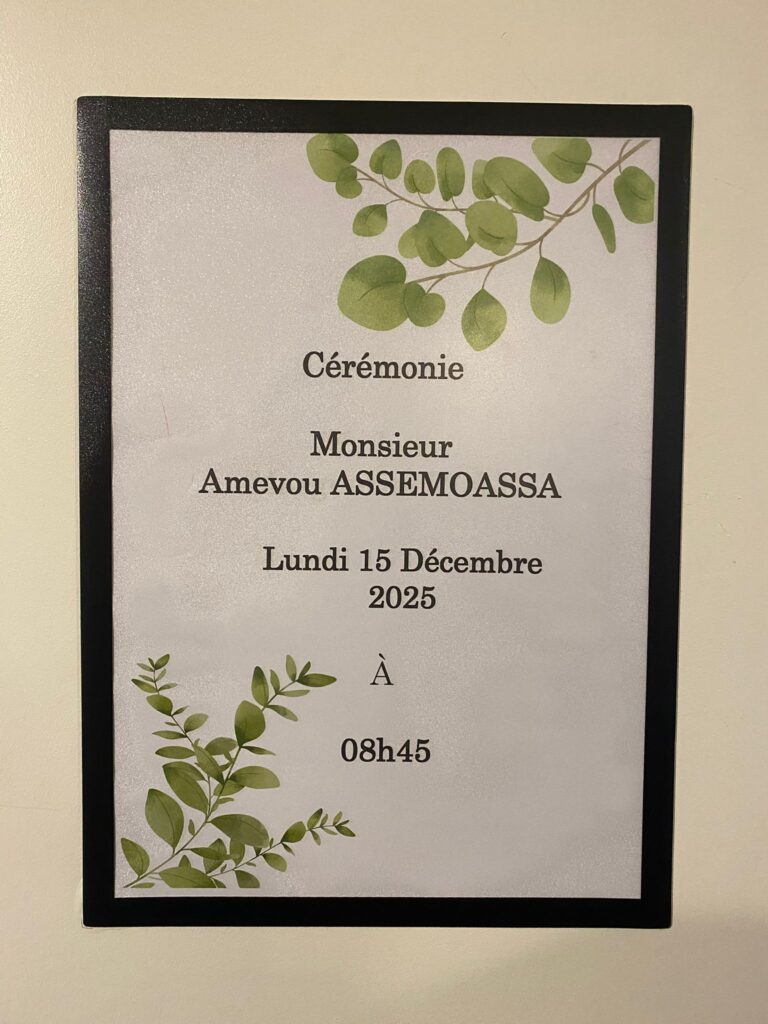 Cérémonie
Monsieur
Amevou ASSEMOASSA
Lundi 15 Décembre
2025
À
08h45